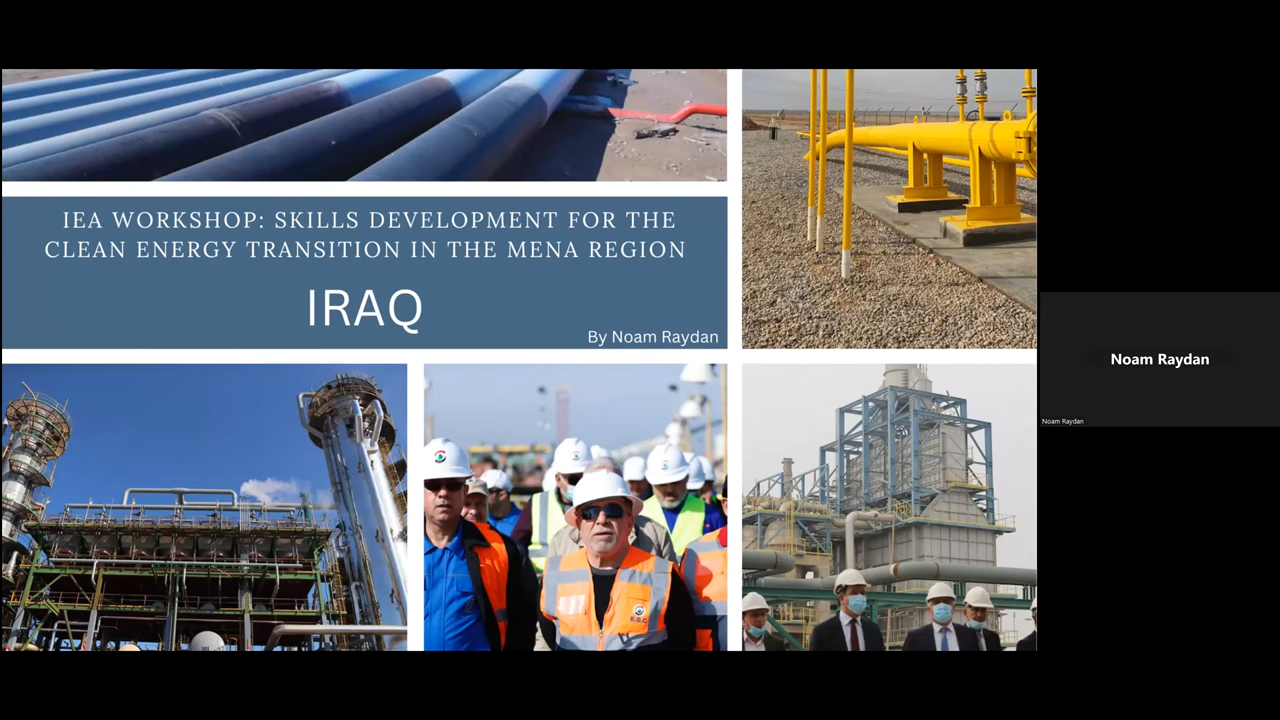 IEA WORKSHOP: SKILLS DEVELOPMENT FOR THE
CLEAN ENERGY TRANSITION IN THE MENA REGION
IRAQ
By Noam Raydan
Noam Raydan
Noam Raydan
B.O.C